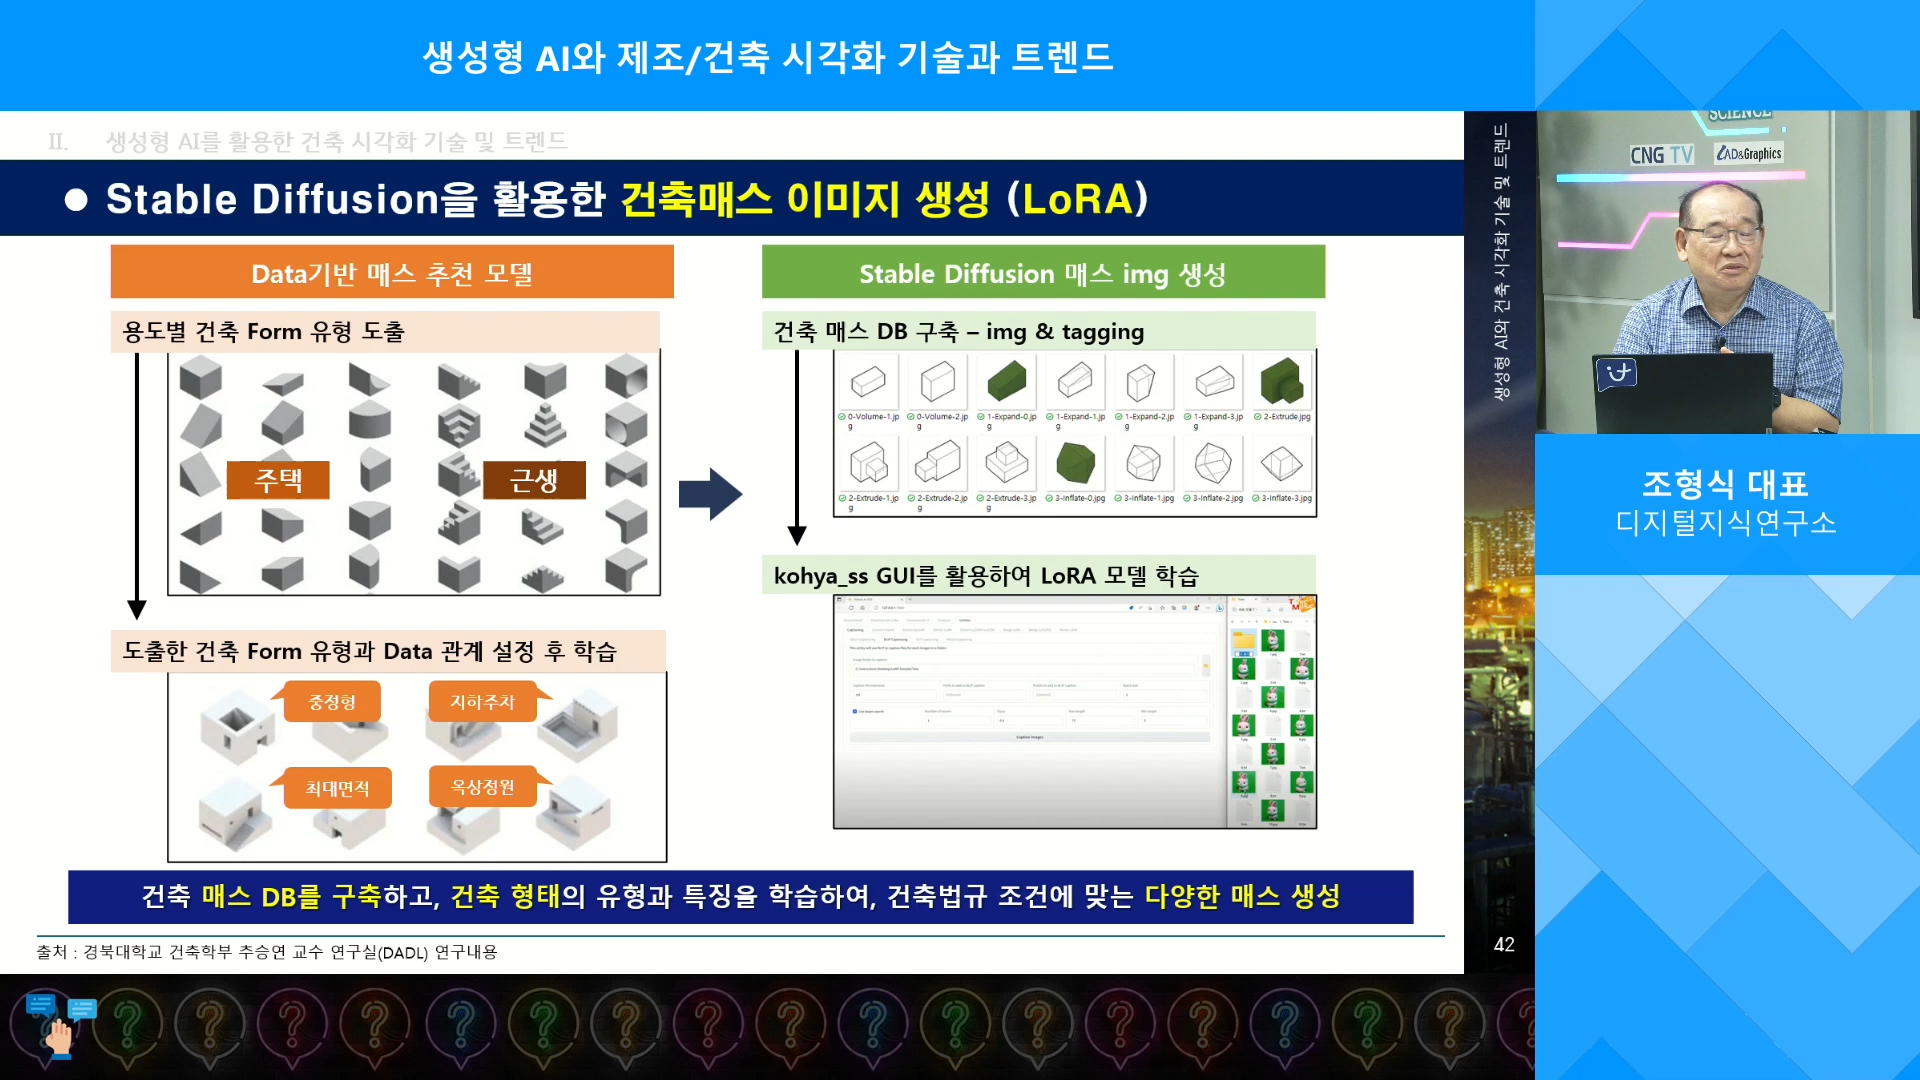 생성형 AI와 제조/건축 시각화 기술과 트렌드
II. 생성형 AI를 활용한 건축 시각화 기술 및 트렌드
● Stable Diffusion을 활용한 건축매스 이미지 생성 (LoRA)
Data기반 매스 추천 모델
용도별 건축 Form 유형 도출
주택
근생
도출한 건축 Form 유형과 Data 관계 설정 후 학습
중정형
지하주차
최대면적
옥상정원
Stable Diffusion 매스 img 생성
건축 매스 DB 구축 – img & tagging
0-Volume-1.jpg
0-Volume-2.jpg
1-Expand-0.jpg
1-Expand-1.jpg
1-Expand-2.jpg
1-Expand-3.jpg
2-Extrude.jpg
2-Extrude-1.jpg
2-Extrude-2.jpg
2-Extrude-3.jpg
3-Inflate-0.jpg
3-Inflate-1.jpg
3-Inflate-2.jpg
3-Inflate-3.jpg
kohya_ss GUI를 활용하여 LoRA 모델 학습
건축 매스 DB를 구축하고, 건축 형태의 유형과 특징을 학습하여, 건축법규 조건에 맞는 다양한 매스 생성
출처 : 경북대학교 건축학부 추승연 교수 연구실(DADL) 연구내용
생성형 AI와 건축 시각화 기술 및 트렌드
42
SCIENCE
CNG TV
CAD&Graphics
조형식 대표
디지털지식연구소